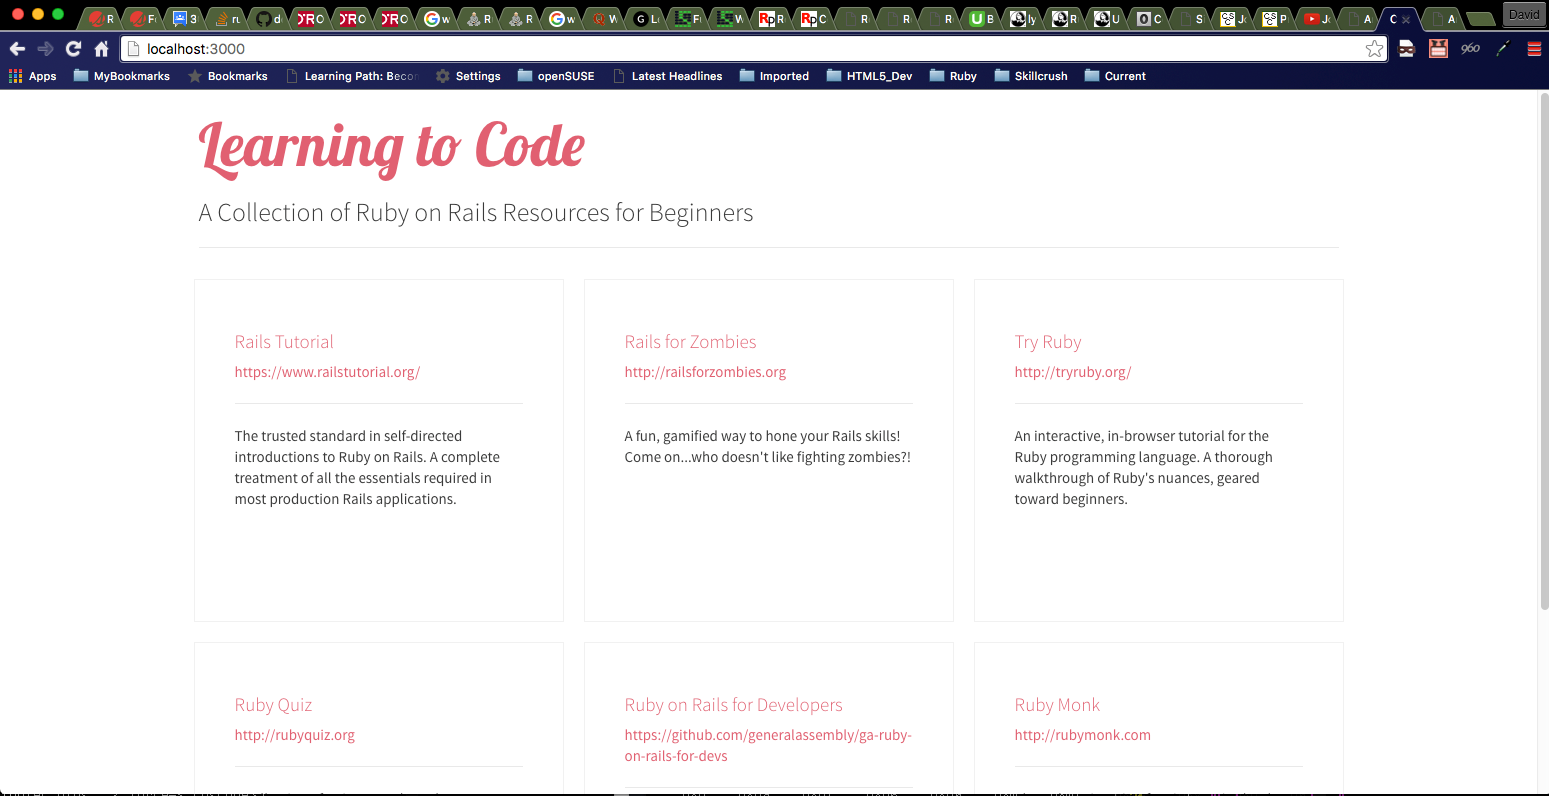 David
localhost:3000
960
Apps MyBookmarks Bookmarks Learning Path: Becon Settings openSUSE Latest Headlines Imported HTML5_Dev Ruby Skillcrush Current
Learning to Code
A Collection of Ruby on Rails Resources for Beginners
Rails Tutorial
https://www.railstutorial.org/
The trusted standard in self-directed
introductions to Ruby on Rails. A complete
treatment of all the essentials required in
most production Rails applications.
Rails for Zombies
http://railsforzombies.org
A fun, gamified way to hone your Rails skills!
Come on...who doesn't like fighting zombies?!
Try Ruby
http://tryruby.org/
An interactive, in-browser tutorial for the
Ruby programming language. A thorough
walkthrough of Ruby's nuances, geared
toward beginners.
Ruby Quiz
http://rubyquiz.org
Ruby on Rails for Developers
https://github.com/generalassembly/ga-ruby-
on-rails-for-devs
Ruby Monk
http://rubymonk.com